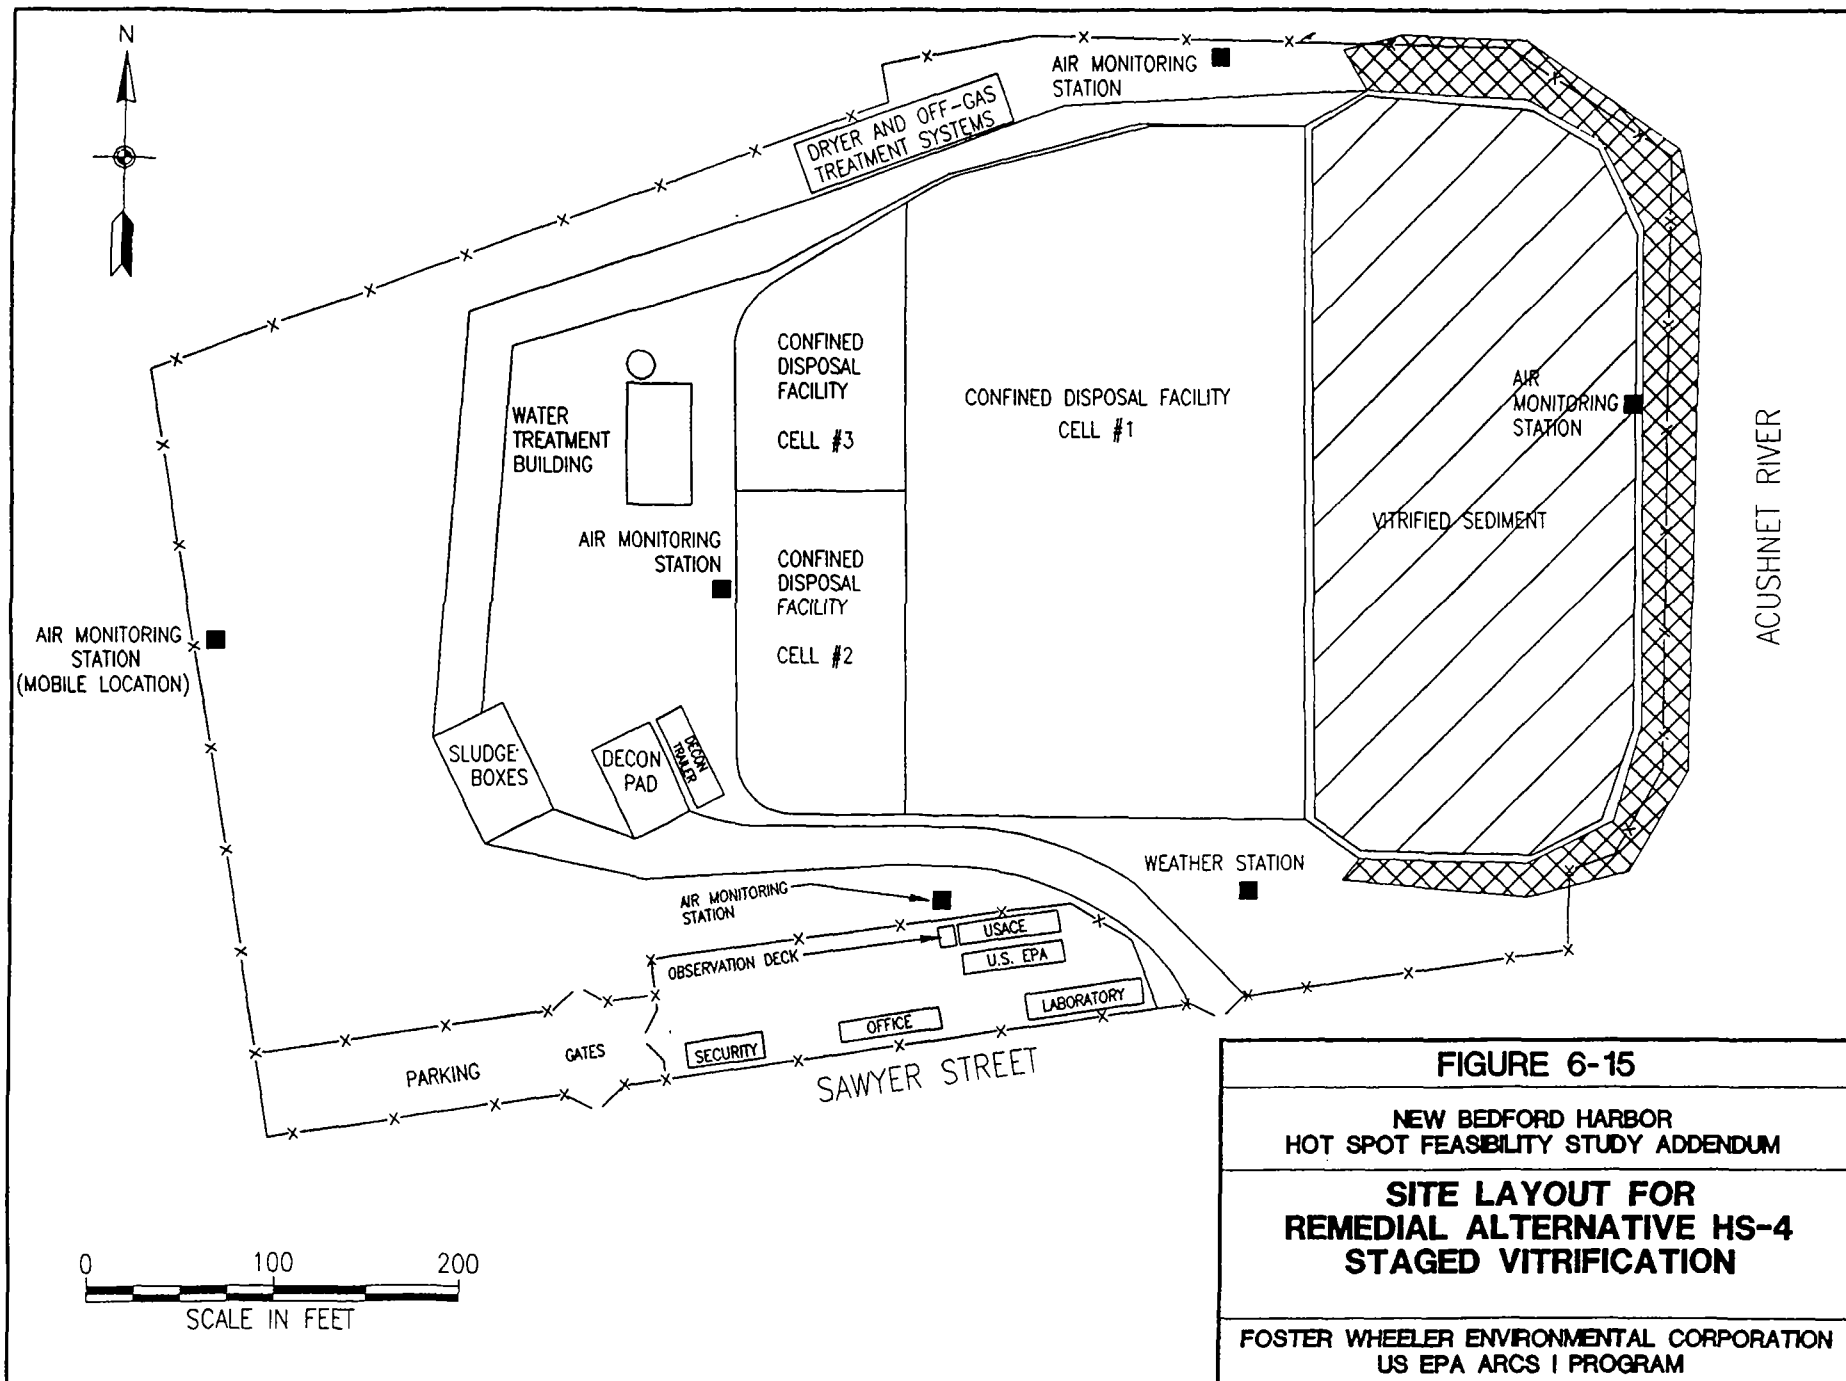 N
AIR MONITORING
STATION
DRYER AND OFF-GAS
TREATMENT SYSTEMS
CONFINED
DISPOSAL
FACILITY
CELL #3
CONFINED DISPOSAL FACILITY
CELL #1
AIR
MONITORING
STATION
WATER
TREATMENT
BUILDING
VITRIFIED SEDIMENT
ACUSHNET RIVER
AIR MONITORING
STATION
CONFINED
DISPOSAL
FACILITY
CELL #2
AIR MONITORING
STATION
(MOBILE LOCATION)
SLUDGE
BOXES
DECON
PAD
DECON
TRAILER
WEATHER STATION
AIR MONITORING
STATION
OBSERVATION DECK
USACE
U.S. EPA
LABORATORY
OFFICE
SECURITY
GATES
PARKING
SAWYER STREET
0 100 200
SCALE IN FEET
FIGURE 6-15
NEW BEDFORD HARBOR
HOT SPOT FEASIBILITY STUDY ADDENDUM
SITE LAYOUT FOR
REMEDIAL ALTERNATIVE HS-4
STAGED VITRIFICATION
FOSTER WHEELER ENVIRONMENTAL CORPORATION
US EPA ARCS I PROGRAM